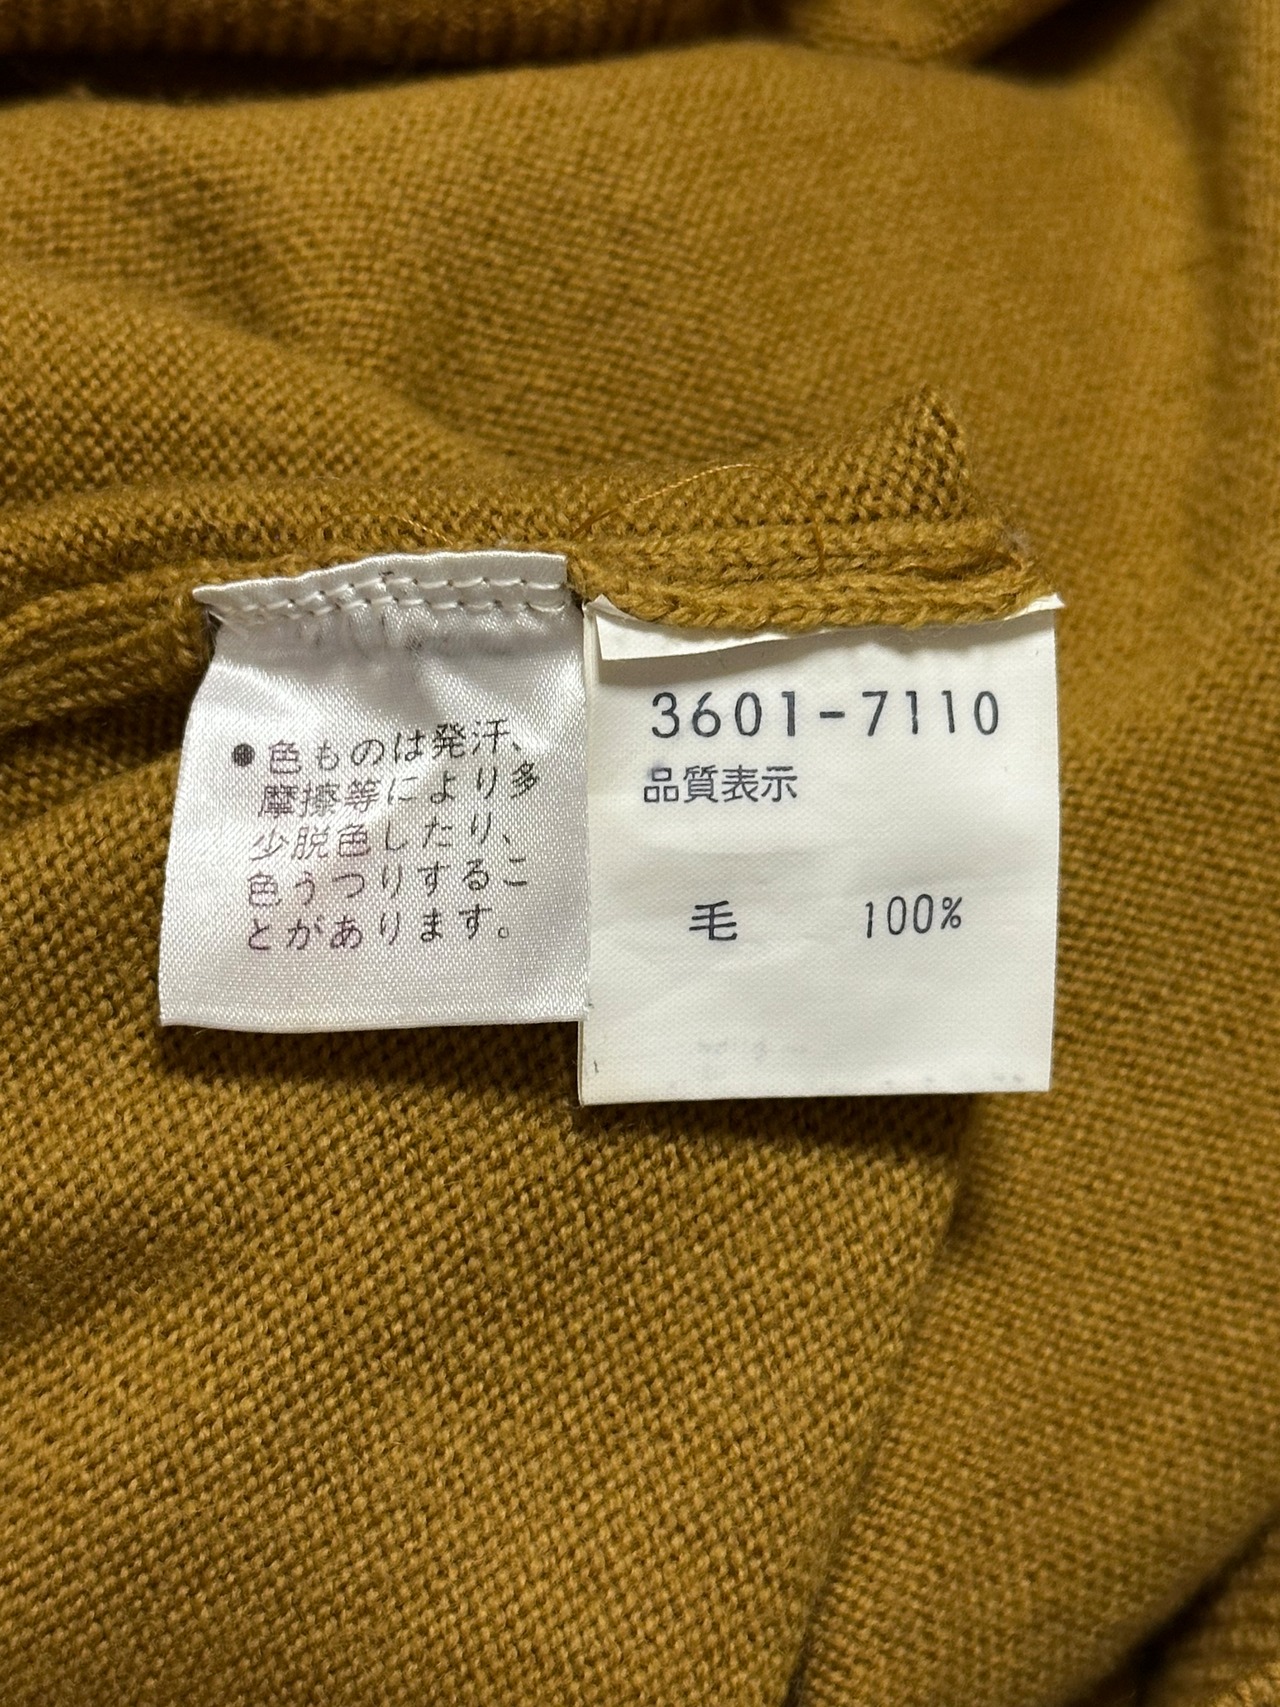 ●色ものは発汗、
摩擦等により多
少脱色したり、
色うつりするこ
とがあります。
3601-7110
品質表示
毛 100%